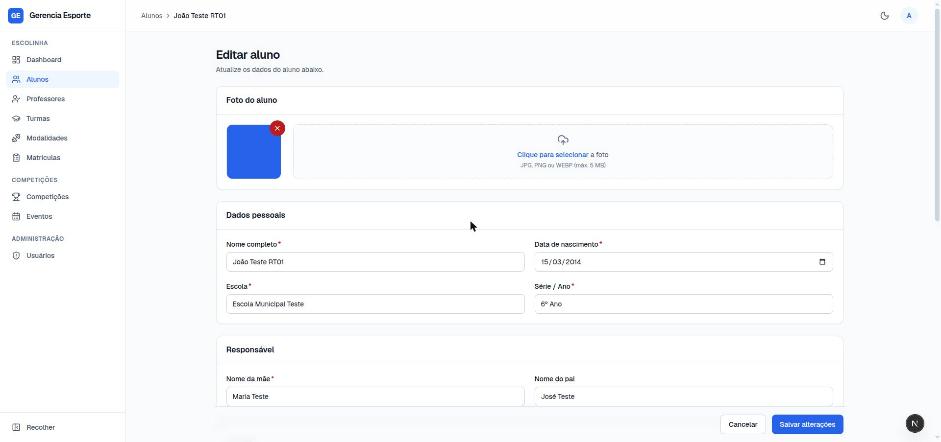 GE Gerencia Esporte
ESCOLINHA
Dashboard
Alunos
Professores
Turmas
Modalidades
Matrículas
COMPETIÇÕES
Competições
Eventos
ADMINISTRAÇÃO
Usuários
Recolher
Alunos > João Teste RT01
A
Editar aluno
Atualize os dados do aluno abaixo.
Foto do aluno
Clique para selecionar a foto
JPG, PNG ou WEBP (máx. 5 MB)
Dados pessoais
Nome completo* Data de nascimento*
João Teste RT01 15/03/2014
Escola* Série / Ano*
Escola Municipal Teste 6º Ano
Responsável
Nome da mãe* Nome do pai
Maria Teste José Teste
Cancelar Salvar alterações N